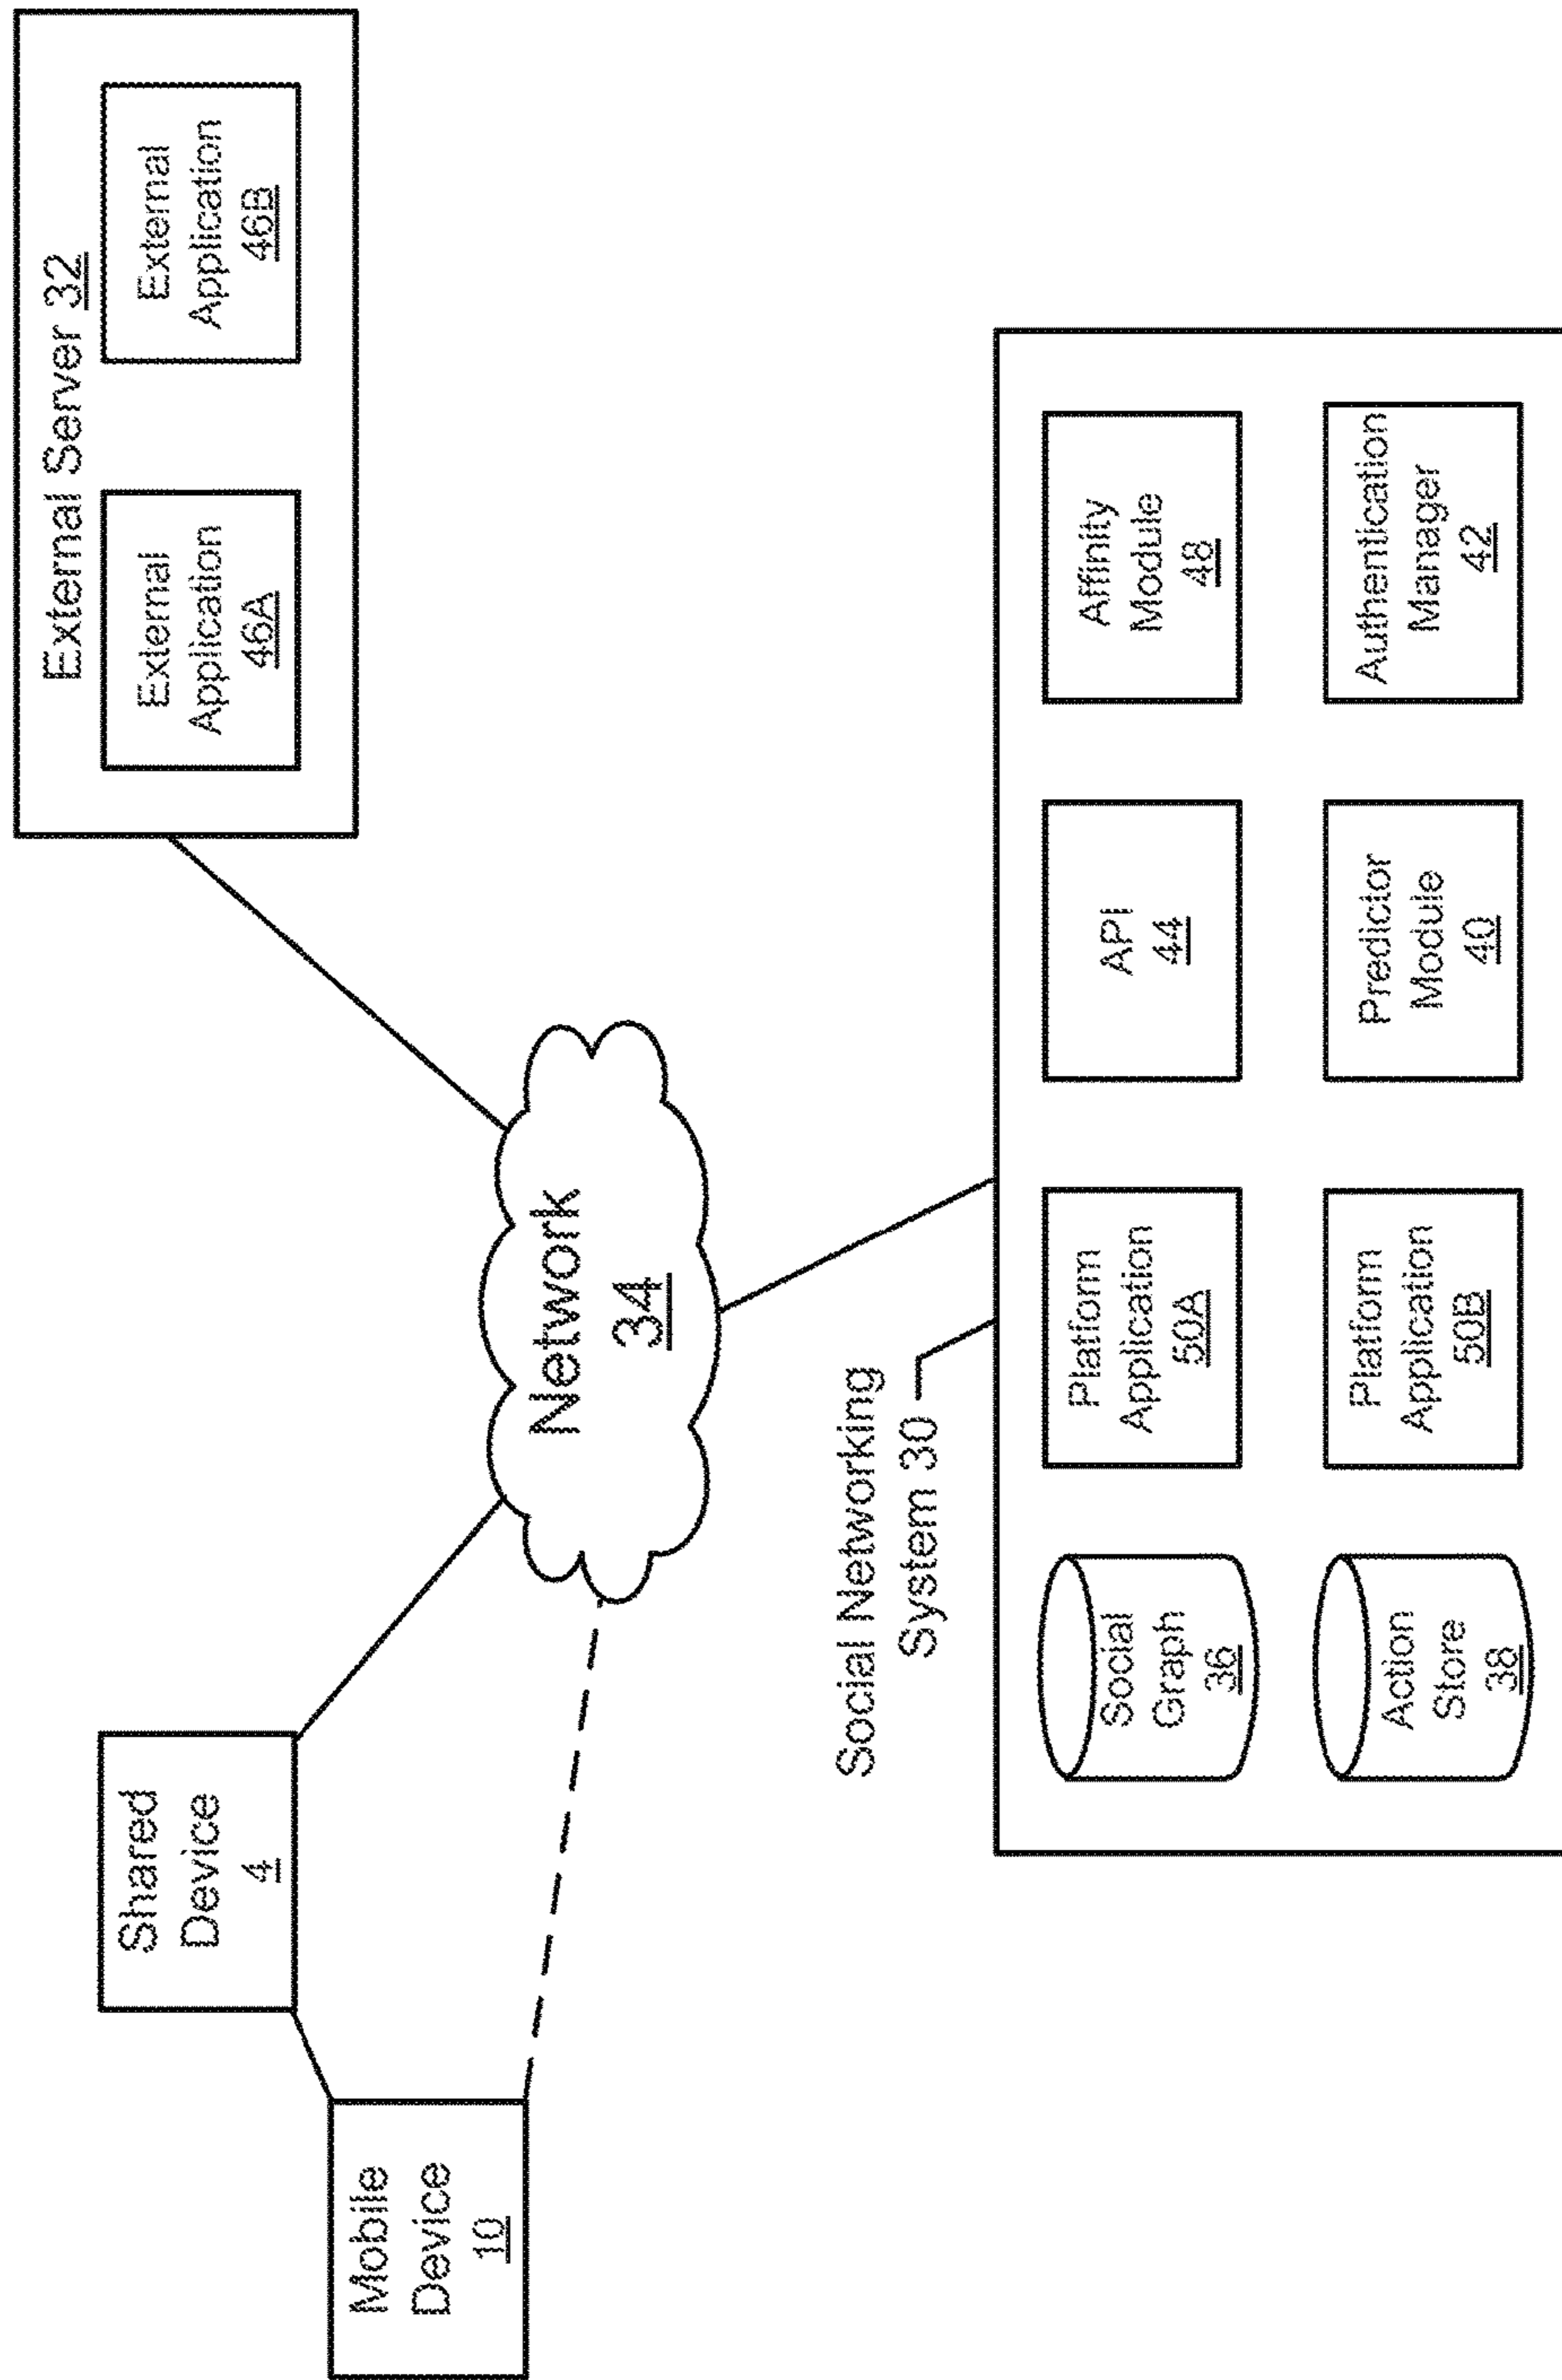 Shared
Device
4
Mobile
Device
10
Network
34
External Server 32
External
Application
46A
External
Application
46B
Social Networking
System 30
Social
Graph
36
Platform
Application
50A
API
44
Affinity
Module
48
Action
Store
38
Platform
Application
50B
Predictor
Module
40
Authentication
Manager
42